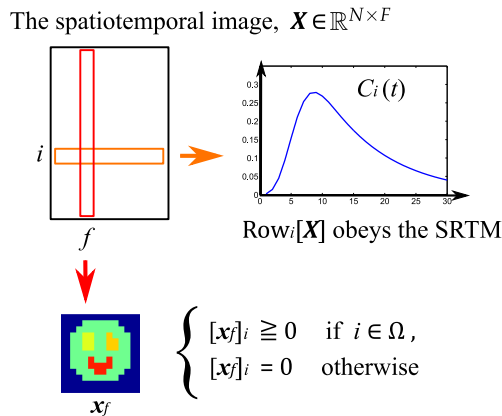 The spatiotemporal image, X ∈ ℝ^{N×F}
i
f
C_i(t)
0.3
0.25
0.2
0.15
0.1
0.05
0
0 5 10 15 20 25 30
Row_i[X] obeys the SRTM
[x_f]_i ≧ 0 if i ∈ Ω ,
[x_f]_i = 0 otherwise
x_f